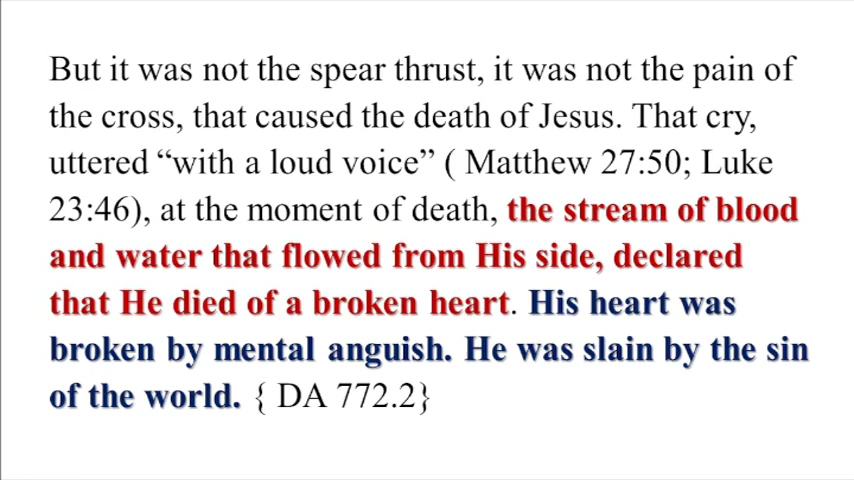 But it was not the spear thrust, it was not the pain of
the cross, that caused the death of Jesus. That cry,
uttered “with a loud voice” ( Matthew 27:50; Luke
23:46), at the moment of death, the stream of blood
and water that flowed from His side, declared
that He died of a broken heart. His heart was
broken by mental anguish. He was slain by the sin
of the world. { DA 772.2}